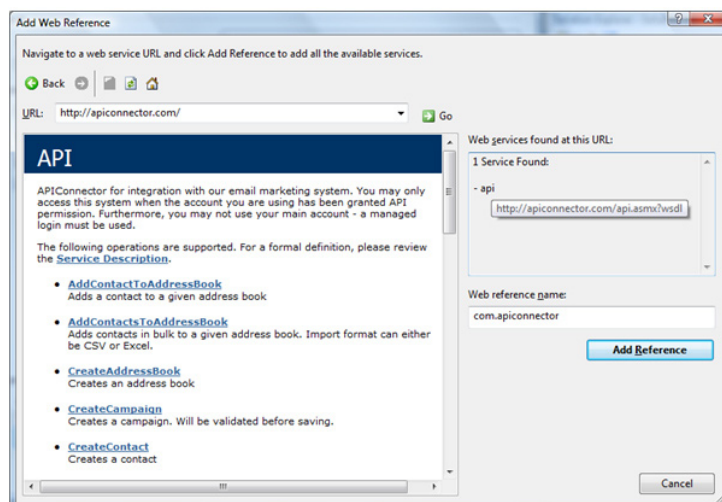 Add Web Reference
Navigate to a web service URL and click Add Reference to add all the available services.
Back
URL:
http://apiconnector.com/
Go
API
APIConnector for integration with our email marketing system. You may only
access this system when the account you are using has been granted API
permission. Furthermore, you may not use your main account - a managed
login must be used.
The following operations are supported. For a formal definition, please review
the Service Description.
• AddContactToAddressBook
Adds a contact to a given address book
• AddContactsToAddressBook
Adds contacts in bulk to a given address book. Import format can either
be CSV or Excel.
• CreateAddressBook
Creates an address book
• CreateCampaign
Creates a campaign. Will be validated before saving.
• CreateContact
Creates a contact
Web services found at this URL:
1 Service Found:
- api
http://apiconnector.com/api.asmx?wsdl
Web reference name:
com.apiconnector
Add Reference
Cancel